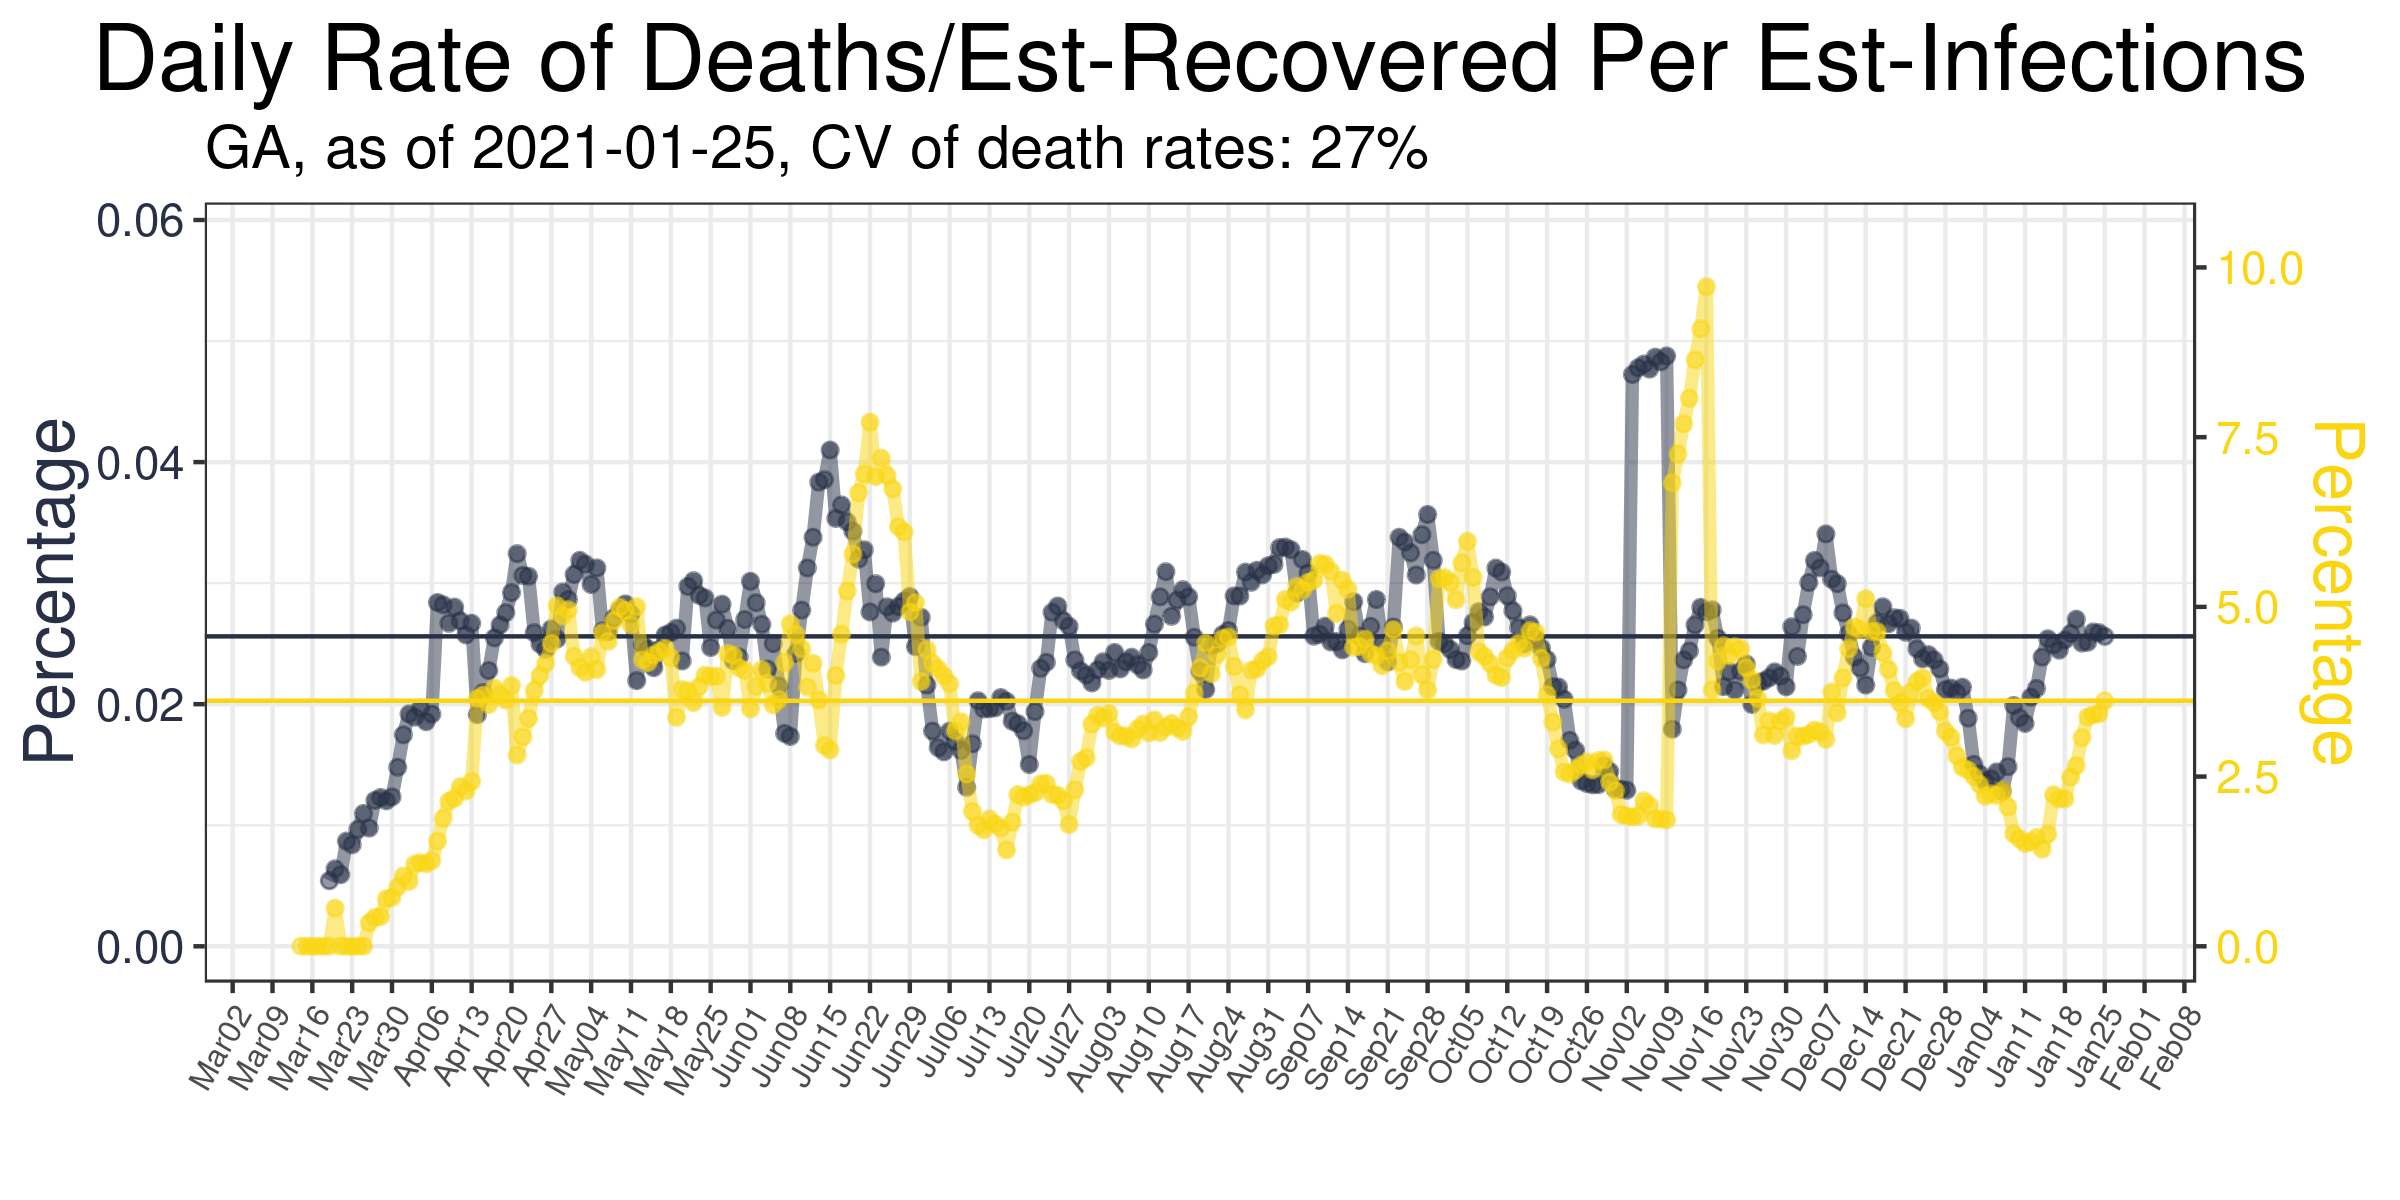 Daily Rate of Deaths/Est-Recovered Per Est-Infections
GA, as of 2021-01-25, CV of death rates: 27%
Percentage
0.06
0.04
0.02
0.00
10.0
7.5
5.0
2.5
0.0
Percentage
Mar02
Mar09
Mar16
Mar23
Mar30
Apr06
Apr13
Apr20
Apr27
May04
May11
May18
May25
Jun01
Jun08
Jun15
Jun22
Jun29
Jul06
Jul13
Jul20
Jul27
Aug03
Aug10
Aug17
Aug24
Aug31
Sep07
Sep14
Sep21
Sep28
Oct05
Oct12
Oct19
Oct26
Nov02
Nov09
Nov16
Nov23
Nov30
Dec07
Dec14
Dec21
Dec28
Jan04
Jan11
Jan18
Jan25
Feb01
Feb08